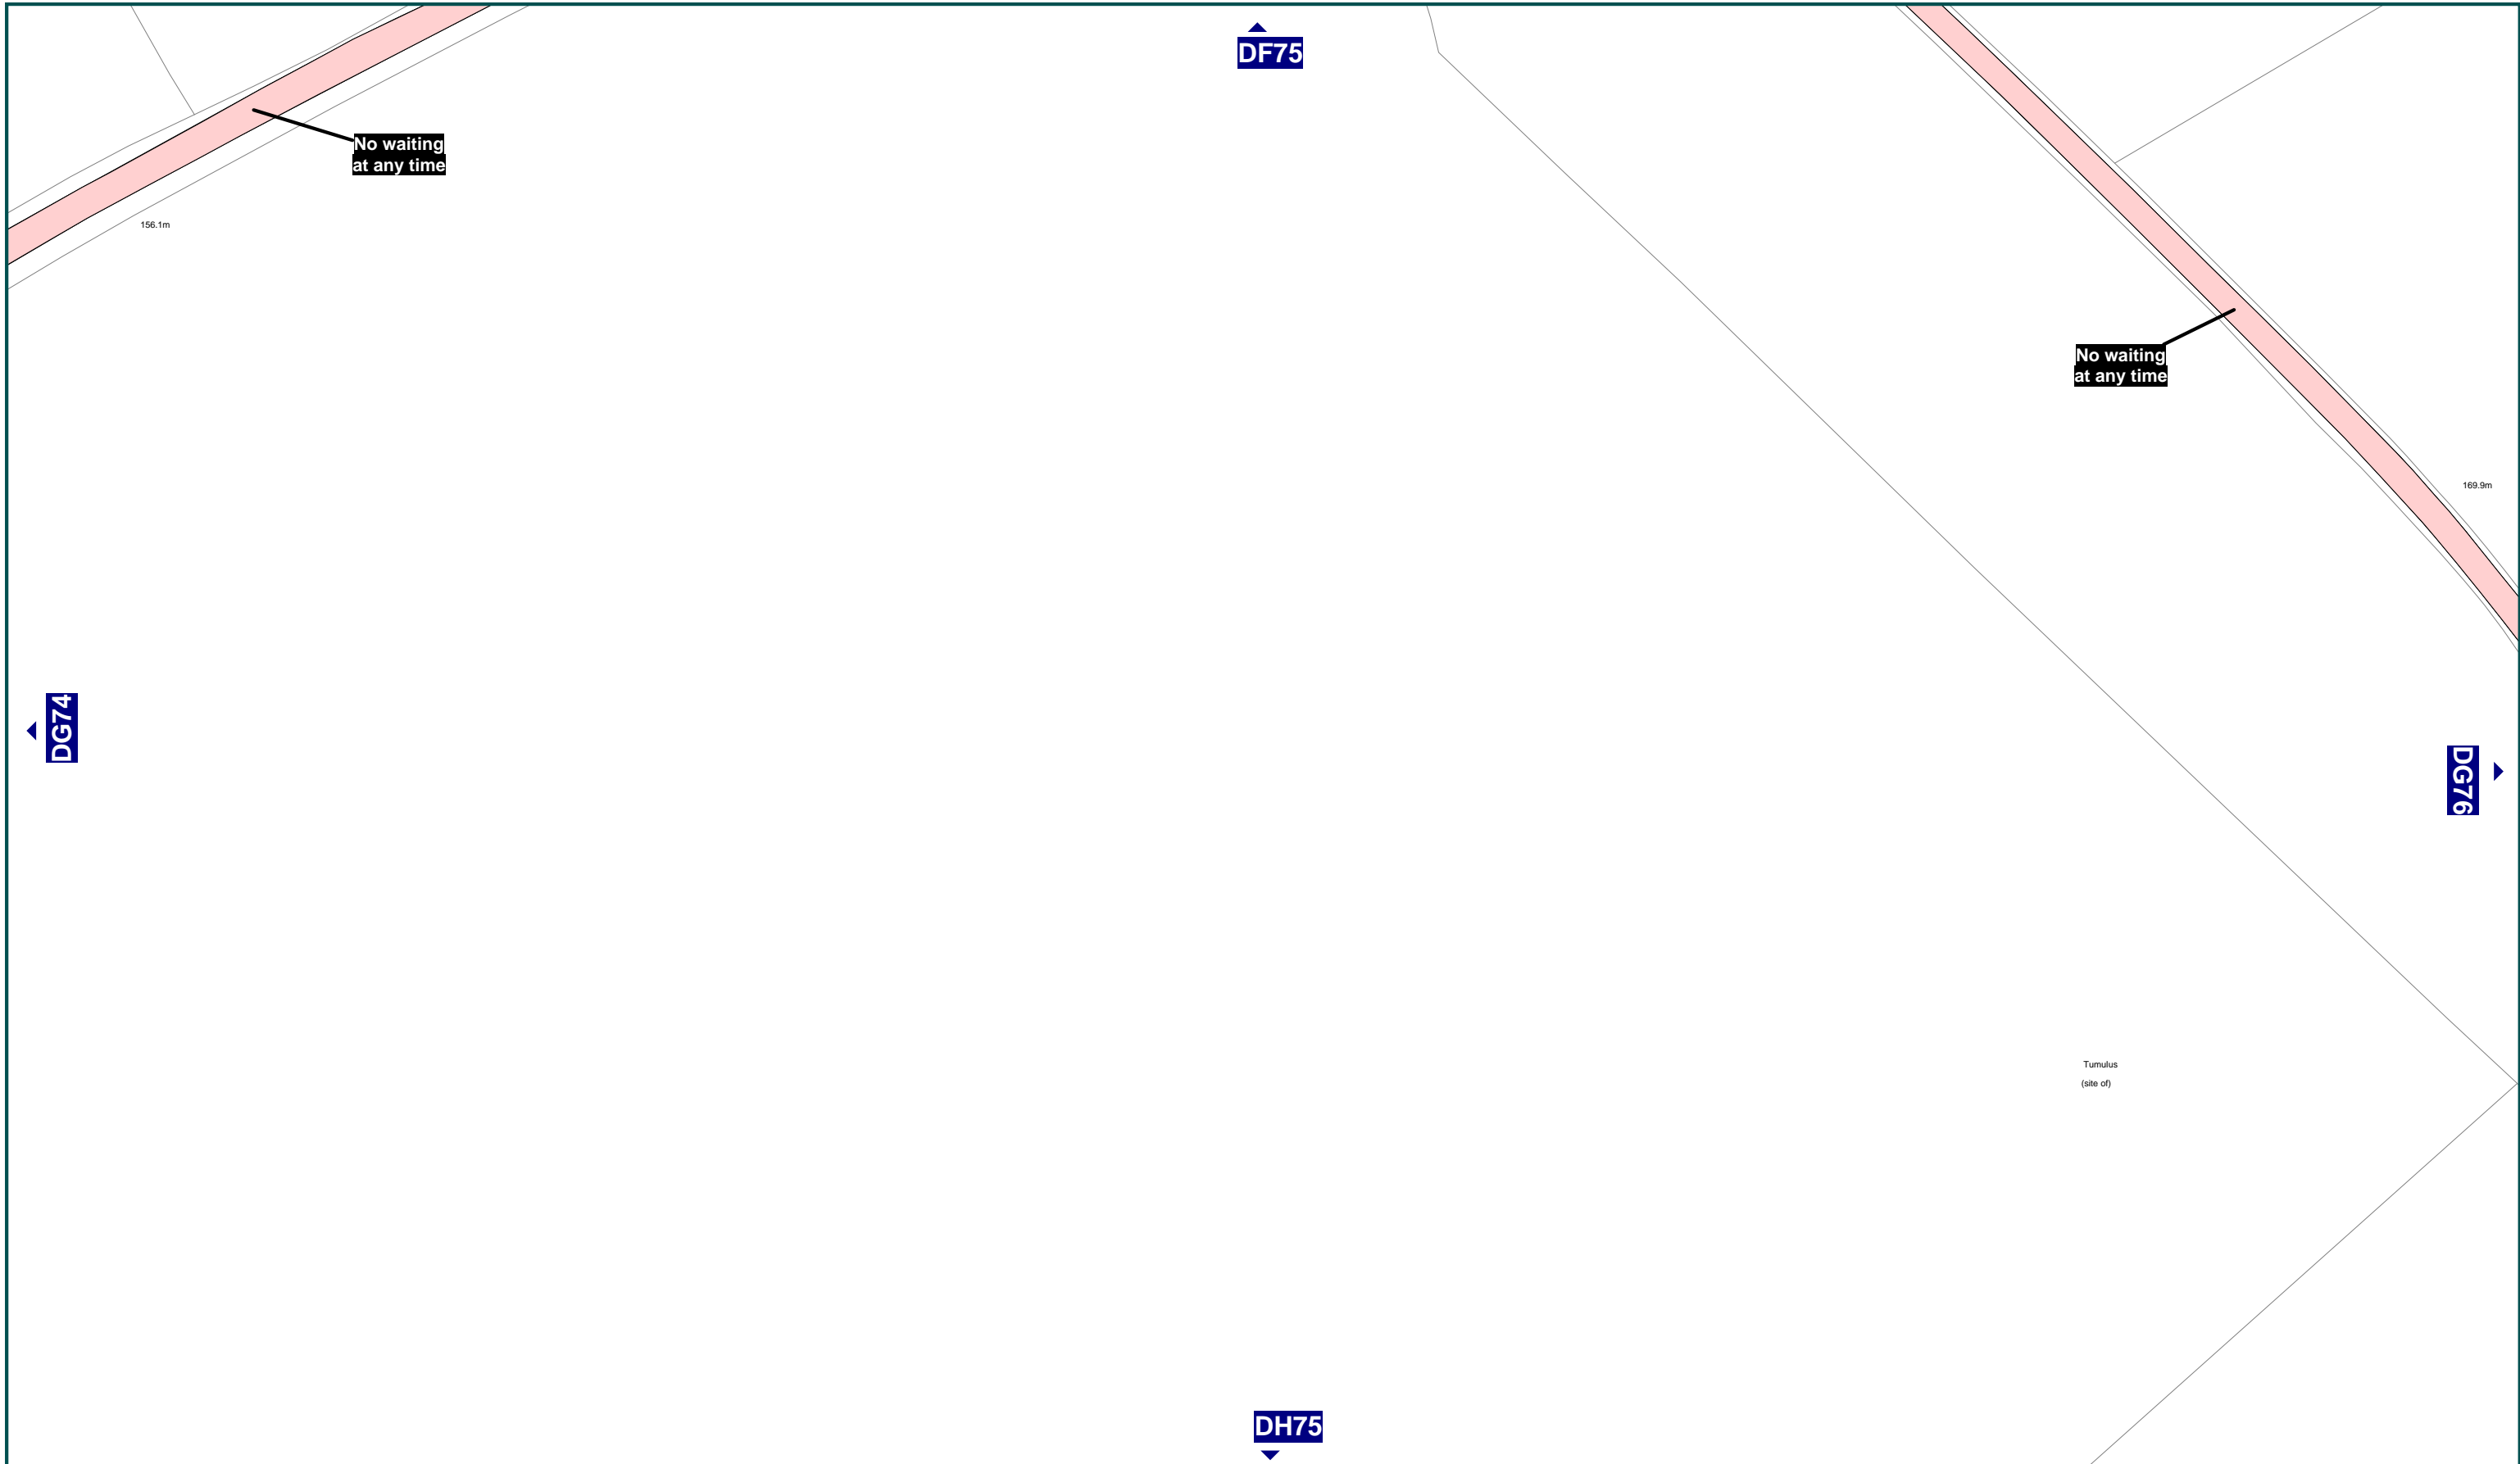 DF75
No waiting
at any time
156.1m
No waiting
at any time
169.9m
DG74
DG76
Tumulus
(site of)
DH75